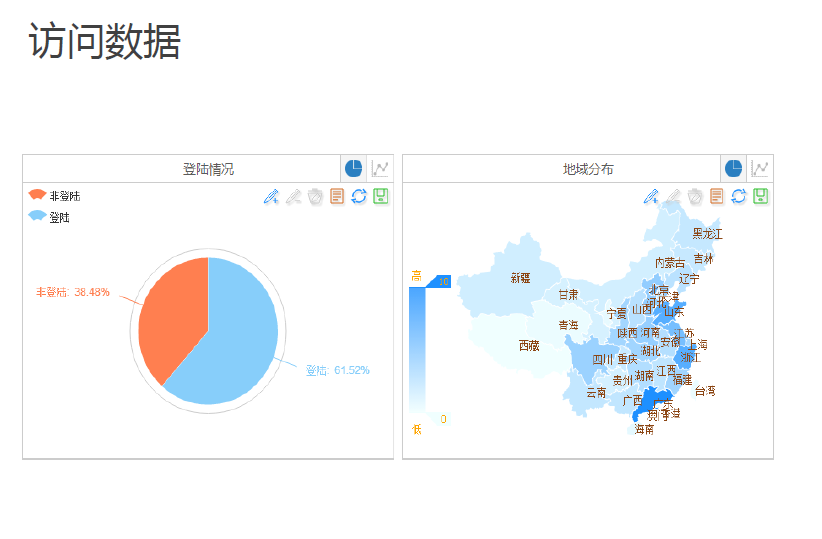 访问数据
登陆情况
非登陆
登陆
非登陆: 38.48%
登陆: 61.52%
地域分布
高
10
0
低
黑龙江
吉林
内蒙古
辽宁
新疆
北京
甘肃
河北
天津
宁夏
山西
山东
青海
陕西
河南
江苏
西藏
安徽
上海
四川
重庆
湖北
浙江
贵州
湖南
江西
福建
云南
广西
广东
台湾
澳门
香港
海南